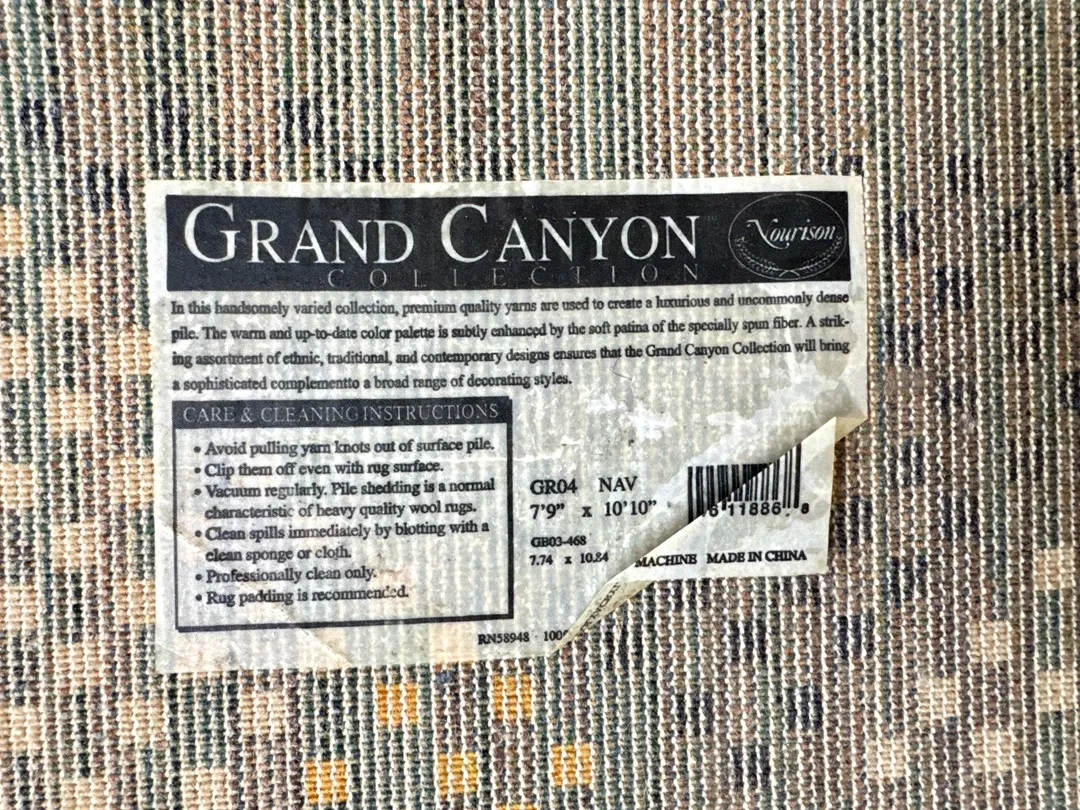 GRAND CANYON
COLLECTION
Nourison
In this handsomely varied collection, premium quality yarns are used to create a luxurious and uncommonly dense
pile. The warm and up-to-date color palette is subtly enhanced by the soft patina of the specially spun fiber. A strik-
ing assortment of ethnic, traditional, and contemporary designs ensures that the Grand Canyon Collection will bring
a sophisticated complementto a broad range of decorating styles.
CARE & CLEANING INSTRUCTIONS
• Avoid pulling yarn knots out of surface pile.
• Clip them off even with rug surface.
• Vacuum regularly. Pile shedding is a normal
characteristic of heavy quality wool rugs.
• Clean spills immediately by blotting with a
clean sponge or cloth.
• Professionally clean only.
• Rug padding is recommended.
GR04 NAV
7'9" x 10'10"
GB03-468
7.74 x 10.84
11886 8
MACHINE MADE IN CHINA
RN58948 100